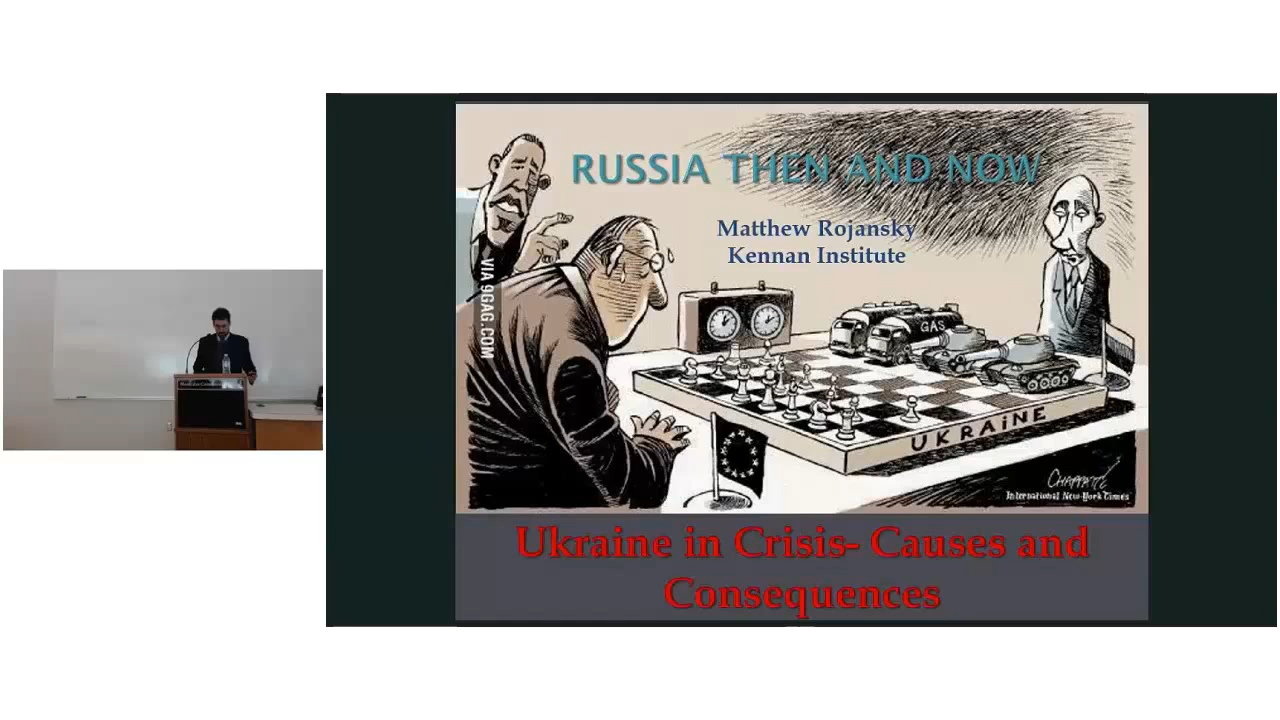 RUSSIA THEN AND NOW
Matthew Rojansky
Kennan Institute
VIA 9GAG.COM
GAS
UKRAINE
CHAPPATTE
International New York Times
Ukraine in Crisis- Causes and
Consequences